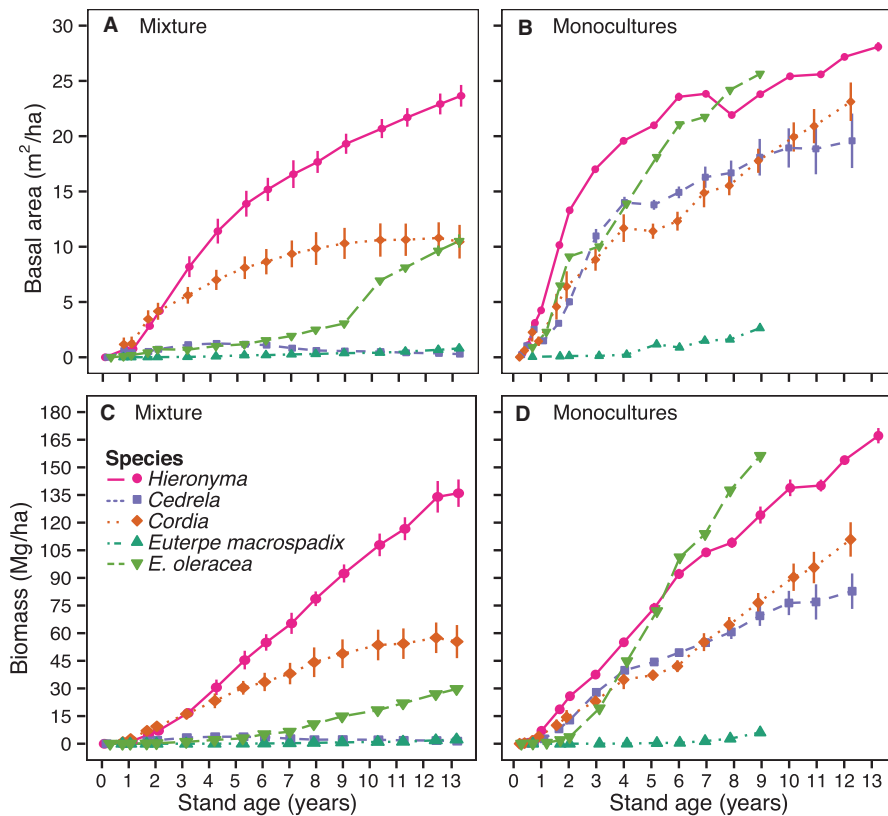 A Mixture
B Monocultures
Basal area (m²/ha)
30
25
20
15
10
5
0
C Mixture
D Monocultures
Species
Hieronyma
Cedrela
Cordia
Euterpe macrospadix
E. oleracea
Biomass (Mg/ha)
180
165
150
135
120
105
90
75
60
45
30
15
0
0 1 2 3 4 5 6 7 8 9 10 11 12 13
0 1 2 3 4 5 6 7 8 9 10 11 12 13
Stand age (years)
Stand age (years)